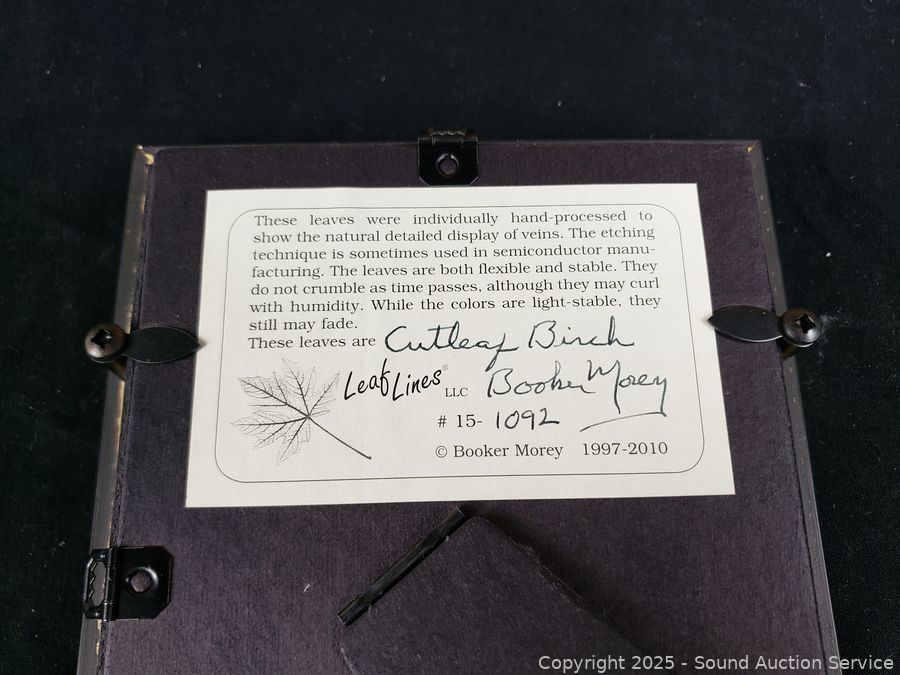 These leaves were individually hand-processed to
show the natural detailed display of veins. The etching
technique is sometimes used in semiconductor manu-
facturing. The leaves are both flexible and stable. They
do not crumble as time passes, although they may curl
with humidity. While the colors are light-stable, they
still may fade.
These leaves are Cutleaf Birch
Leaf Lines® LLC Booker Morey
# 15- 1092
© Booker Morey 1997-2010
Copyright 2025 - Sound Auction Service